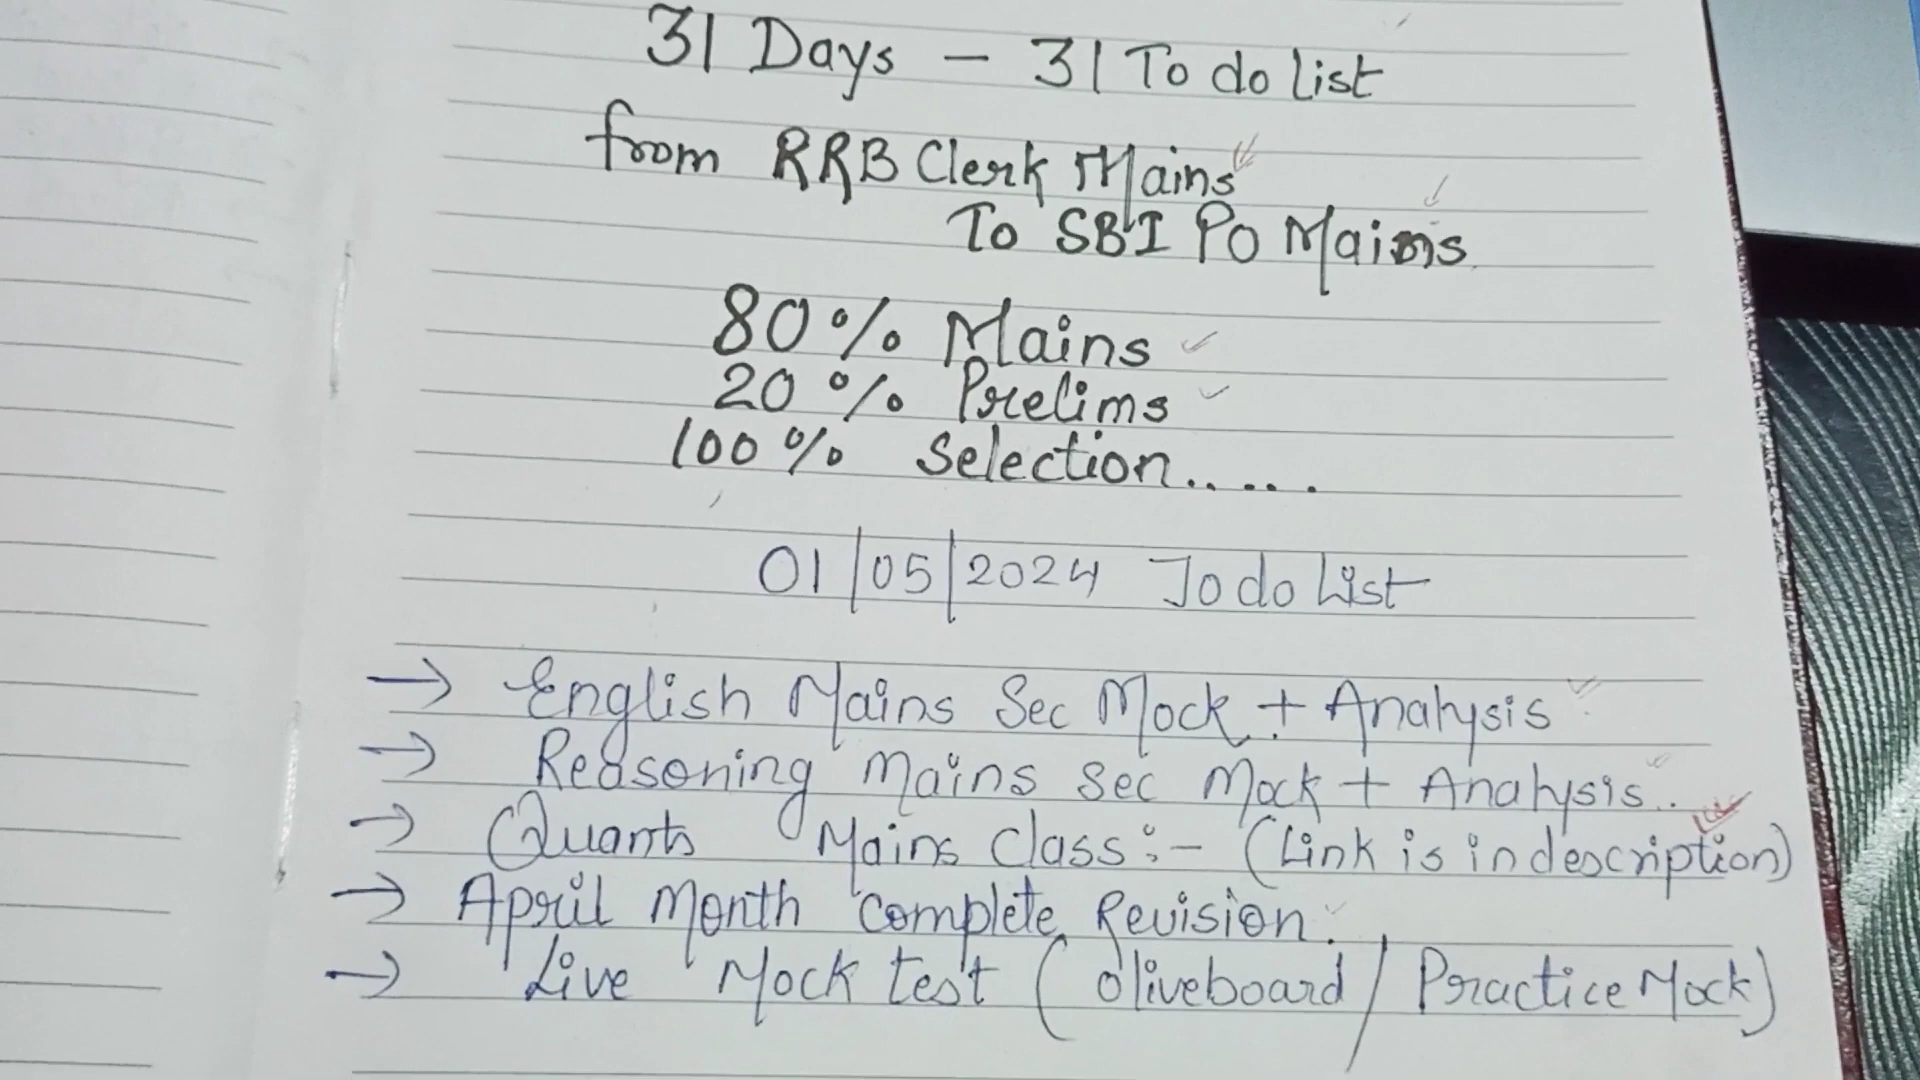 31 Days - 31 To do list
from RRB Clerk Mains
To SBI PO Mains
80% Mains
20% Prelims
100% Selection......
01/05/2024 To do List
→ English Mains Sec Mock + Analysis
→ Reasoning Mains Sec Mock + Analysis..
→ Quants Mains Class:- (Link is in description)
→ April Month Complete Revision.
→ Live Mock test (Oliveboard / Practice Mock)